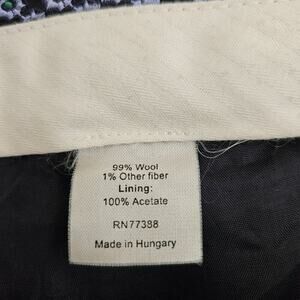 99% Wool
1% Other fiber
Lining:
100% Acetate
RN77388
Made in Hungary